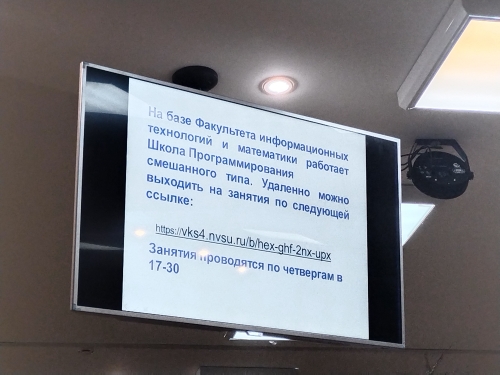 На базе Факультета информационных
технологий и математики работает
Школа Программирования
смешанного типа. Удаленно можно
выходить на занятия по следующей
ссылке:
https://vks4.nvsu.ru/b/hex-ghf-2nx-upx
Занятия проводятся по четвергам в
17-30